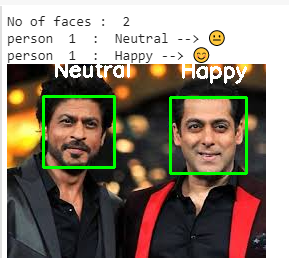 No of faces :  2
person  1  :  Neutral --> 😐
person  1  :  Happy --> 😊
Neutral Happy